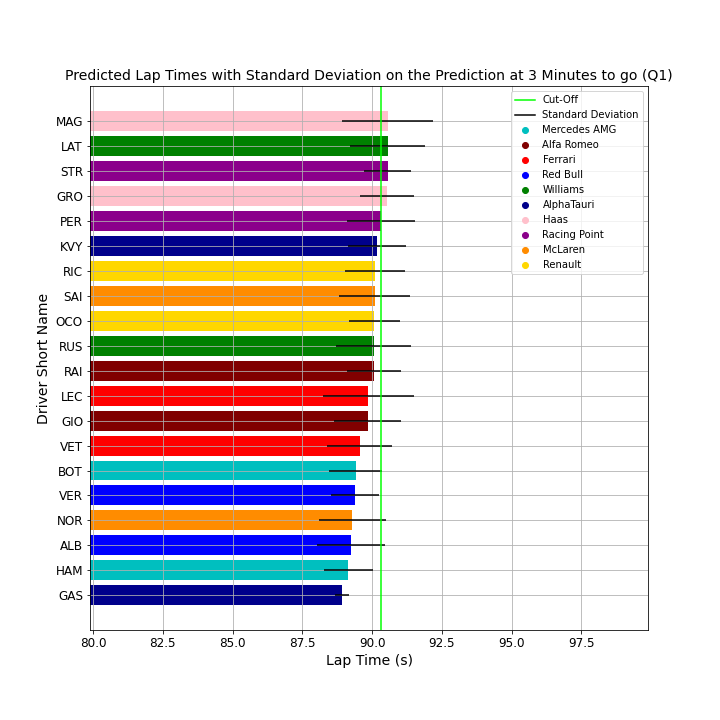 Predicted Lap Times with Standard Deviation on the Prediction at 3 Minutes to go (Q1)
Cut-Off
Standard Deviation
Mercedes AMG
Alfa Romeo
Ferrari
Red Bull
Williams
AlphaTauri
Haas
Racing Point
McLaren
Renault
Driver Short Name
MAG
LAT
STR
GRO
PER
KVY
RIC
SAI
OCO
RUS
RAI
LEC
GIO
VET
BOT
VER
NOR
ALB
HAM
GAS
80.0 82.5 85.0 87.5 90.0 92.5 95.0 97.5
Lap Time (s)